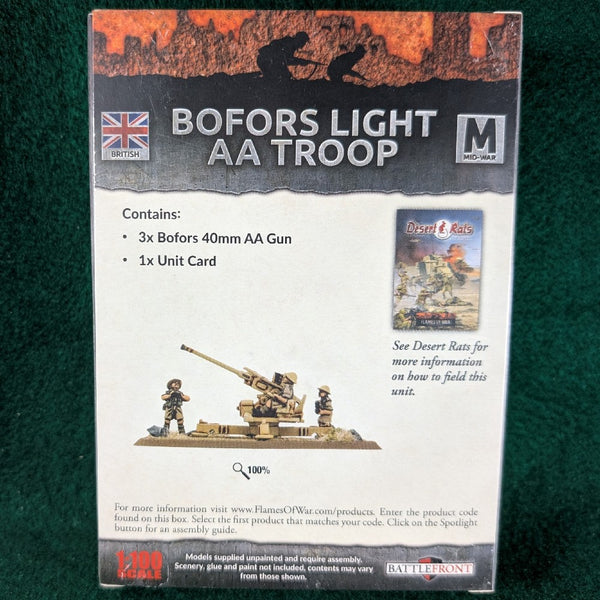 BOFORS LIGHT
AA TROOP
BRITISH
M
MID-WAR
Contains:
• 3x Bofors 40mm AA Gun
• 1x Unit Card
Desert Rats
FLAMES OF WAR
See Desert Rats for
more information
on how to field this
unit.
100%
For more information visit www.FlamesOfWar.com/products. Enter the product code
found on this box. Select the first product that matches your code. Click on the Spotlight
button for an assembly guide.
1:100
SCALE
Models supplied unpainted and require assembly.
Scenery, glue and paint not included, contents may vary
from those shown.
BATTLEFRONT